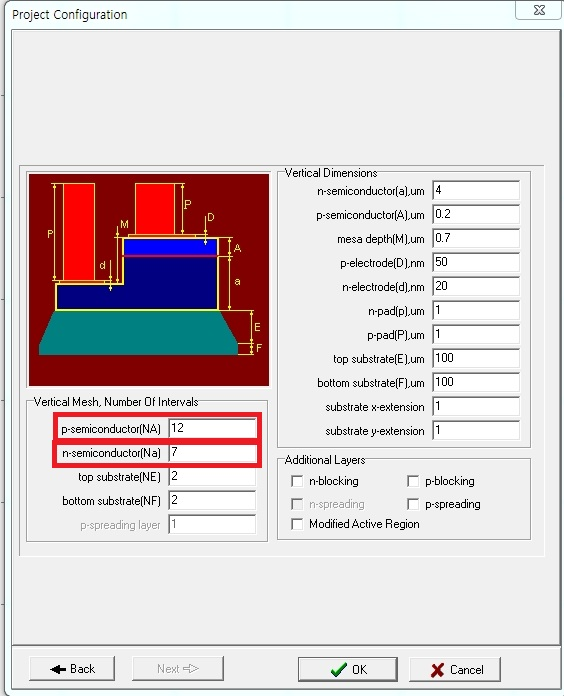 Project Configuration
P
P
D
M
A
d
a
E
F
Vertical Dimensions
n-semiconductor(a),um 4
p-semiconductor(A),um 0.2
mesa depth(M),um 0.7
p-electrode(D),nm 50
n-electrode(d),nm 20
n-pad(p),um 1
p-pad(P),um 1
top substrate(E),um 100
bottom substrate(F),um 100
substrate x-extension 1
substrate y-extension 1
Vertical Mesh, Number Of Intervals
p-semiconductor(NA) 12
n-semiconductor(Na) 7
top substrate(NE) 2
bottom substrate(NF) 2
p-spreading layer 1
Additional Layers
n-blocking p-blocking
n-spreading p-spreading
Modified Active Region
Back Next OK Cancel